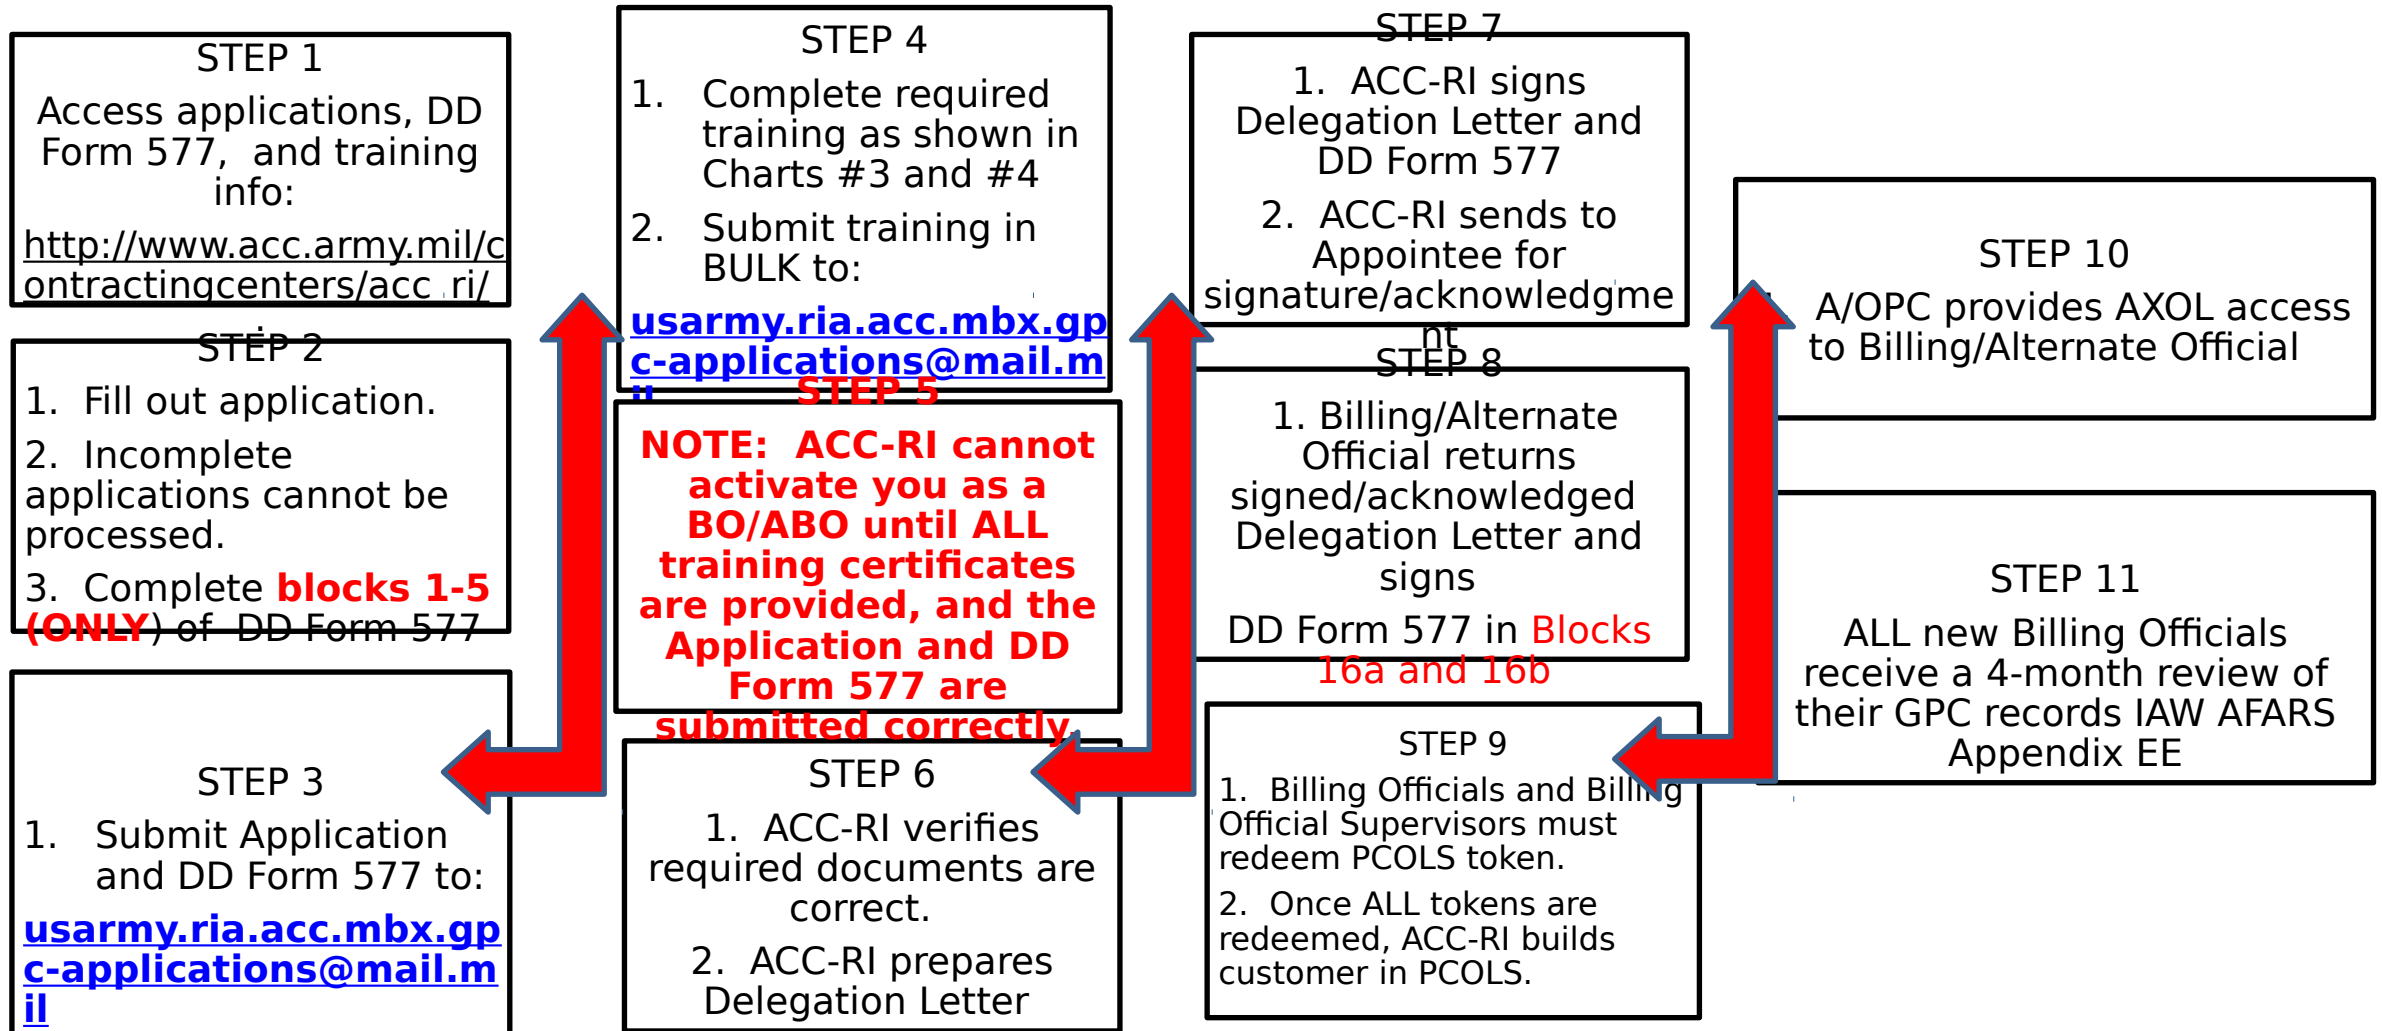 STEP 1
Access applications, DD
Form 577,  and training
info:
http://www.acc.army.mil/c
ontractingcenters/acc_ri/
STEP 2
1.  Fill out application.
2.  Incomplete
applications cannot be
processed.
3.  Complete blocks 1-5
(ONLY) of  DD Form 577
STEP 3
1.   Submit Application
and DD Form 577 to:
usarmy.ria.acc.mbx.gp
c-applications@mail.m
il
STEP 4
1.   Complete required
training as shown in
Charts #3 and #4
2.   Submit training in
BULK to:
usarmy.ria.acc.mbx.gp
c-applications@mail.m
il
STEP 5
NOTE:  ACC-RI cannot
activate you as a
BO/ABO until ALL
training certificates
are provided, and the
Application and DD
Form 577 are
submitted correctly.
STEP 6
1.  ACC-RI verifies
required documents are
correct.
2.  ACC-RI prepares
Delegation Letter
STEP 7
1.  ACC-RI signs
Delegation Letter and
DD Form 577
2.  ACC-RI sends to
Appointee for
signature/acknowledgme
nt
STEP 8
1. Billing/Alternate
Official returns
signed/acknowledged
Delegation Letter and
signs
DD Form 577 in Blocks
16a and 16b
STEP 9
1.  Billing Officials and Billing
Official Supervisors must
redeem PCOLS token.
2.  Once ALL tokens are
redeemed, ACC-RI builds
customer in PCOLS.
STEP 10
A/OPC provides AXOL access
to Billing/Alternate Official
STEP 11
ALL new Billing Officials
receive a 4-month review of
their GPC records IAW AFARS
Appendix EE